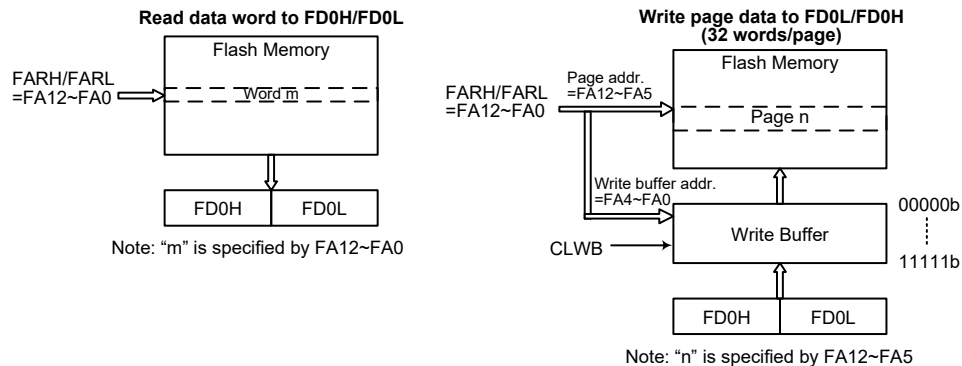 Read data word to FD0H/FD0L
Flash Memory
FARH/FARL
=FA12~FA0
Word m
FD0H
FD0L
Note: “m” is specified by FA12~FA0
Write page data to FD0L/FD0H
(32 words/page)
Flash Memory
FARH/FARL
=FA12~FA0
Page addr.
=FA12~FA5
Page n
Write buffer addr.
=FA4~FA0
Write Buffer
00000b
11111b
CLWB
FD0H
FD0L
Note: “n” is specified by FA12~FA5